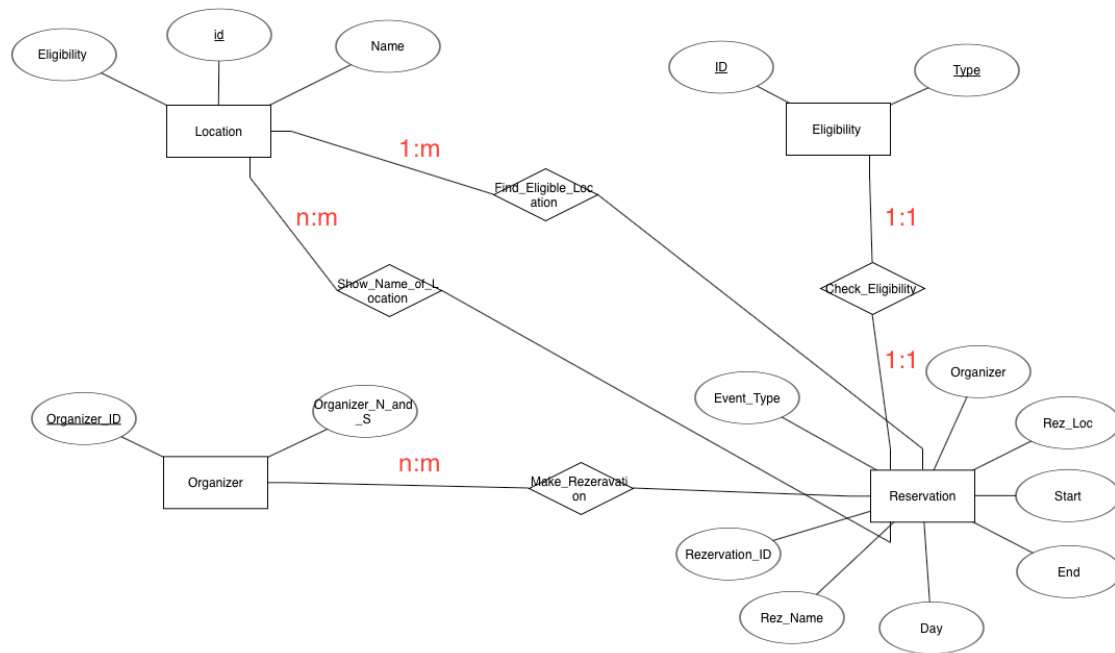 id
Eligibility
Name
ID
Type
Location
Eligibility
1:m
Find_Eligible_Loc
ation
n:m
1:1
Show_Name_of_L
ocation
Check_Eligibility
1:1
Organizer
Event_Type
Organizer_ID
Organizer_N_and
_S
Rez_Loc
n:m
Organizer
Make_Rezeravati
on
Reservation
Start
Rezervation_ID
End
Rez_Name
Day